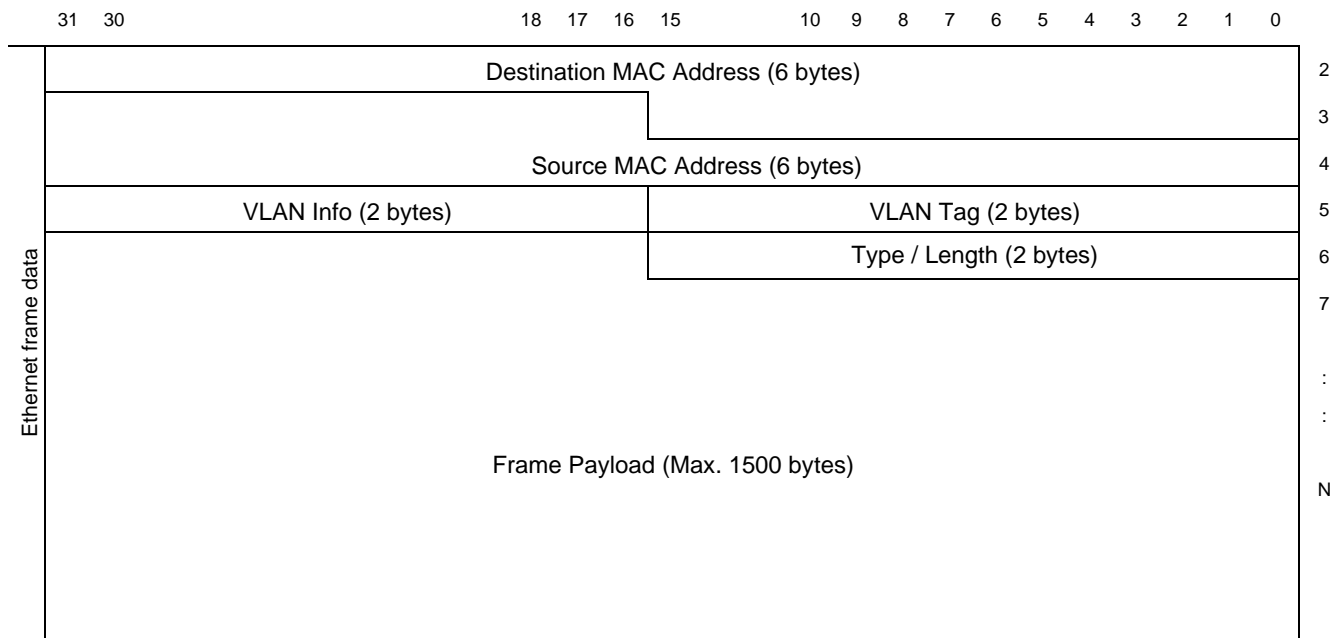 31 30 18 17 16 15 10 9 8 7 6 5 4 3 2 1 0
Destination MAC Address (6 bytes) 2
3
Source MAC Address (6 bytes) 4
VLAN Info (2 bytes) VLAN Tag (2 bytes) 5
Type / Length (2 bytes) 6
7
:
:
Ethernet frame data
Frame Payload (Max. 1500 bytes)
N